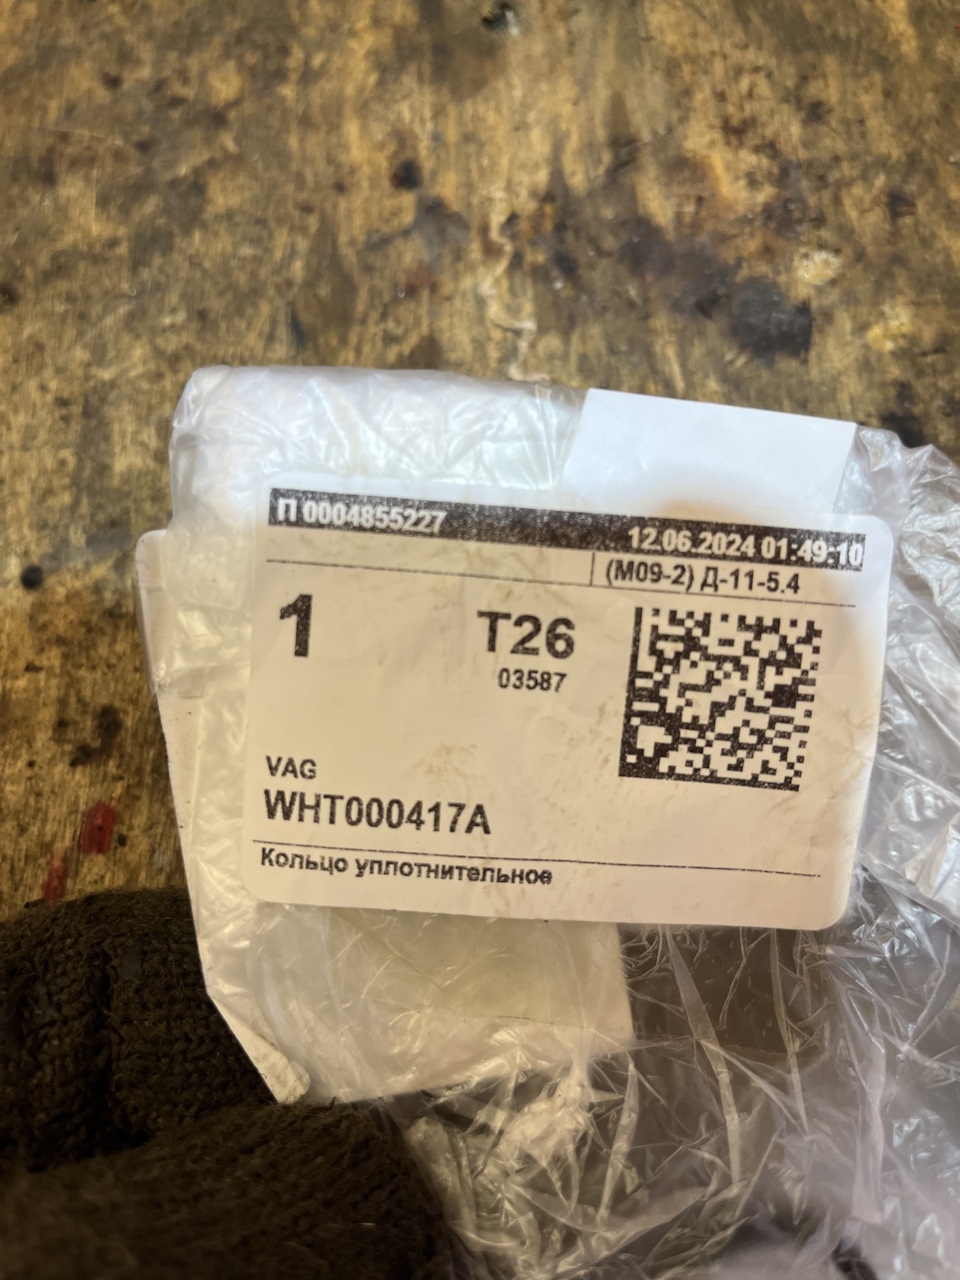 П 0004855227
12.06.2024 01:49:10
(М09-2) Д-11-5.4
1
T26
03587
VAG
WHT000417A
Кольцо уплотнительное